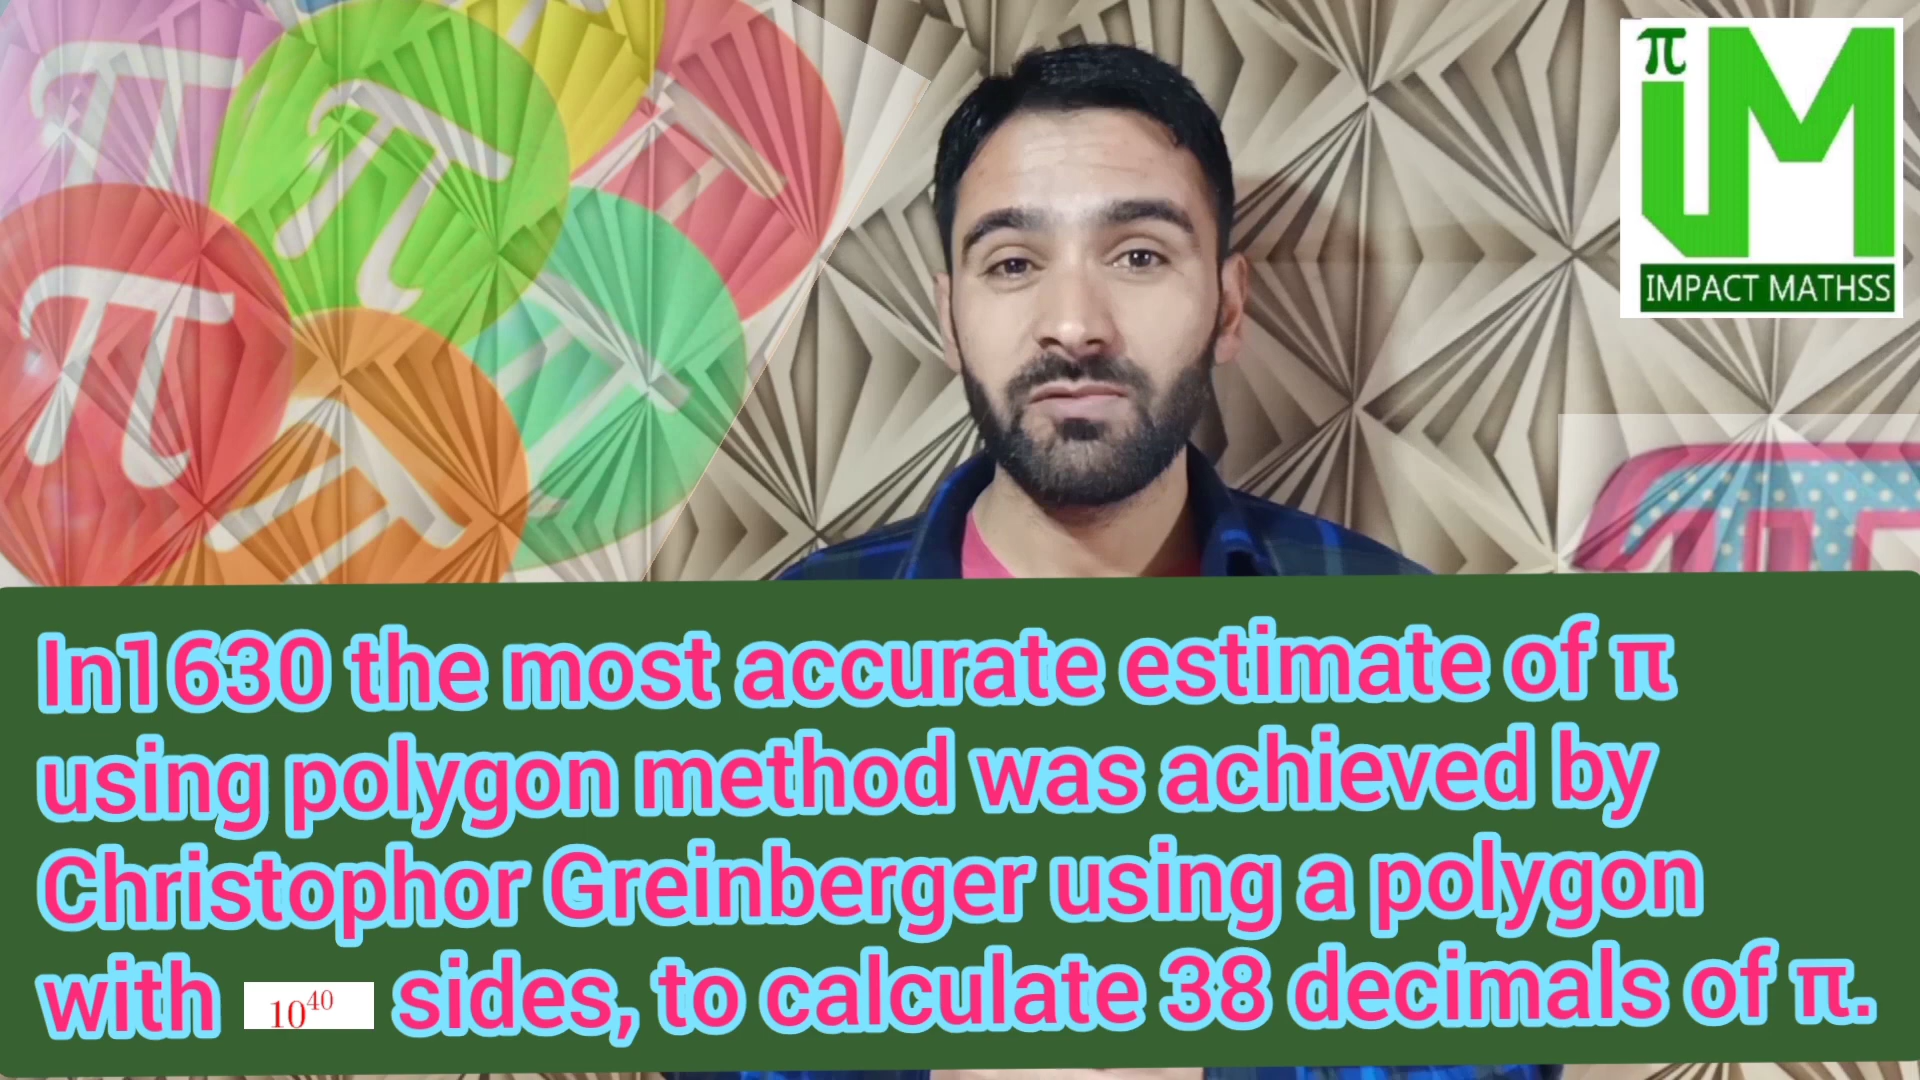 π
iM
IMPACT MATHSS
π
π
π
π
π
π
In1630 the most accurate estimate of π
using polygon method was achieved by
Christophor Greinberger using a polygon
with 10⁴⁰ sides, to calculate 38 decimals of π.